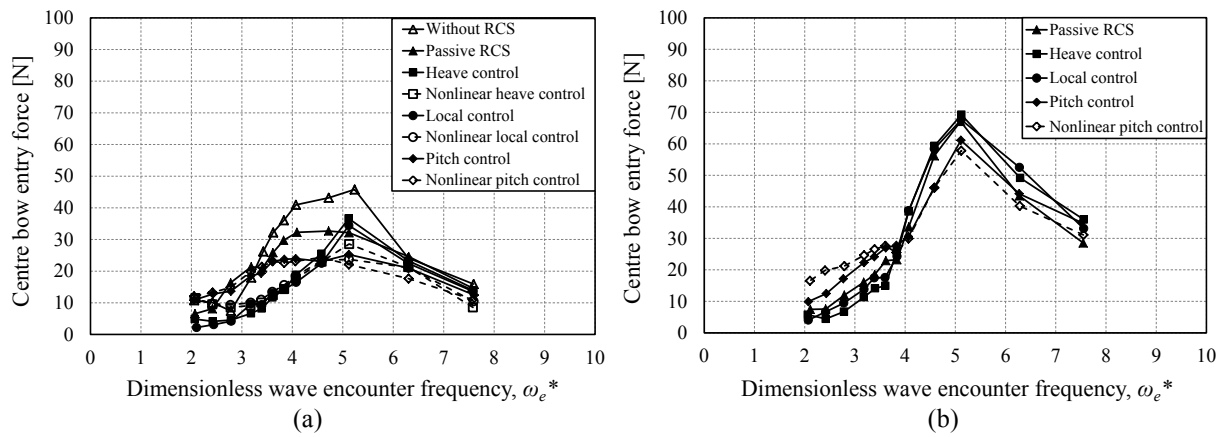 Centre bow entry force [N]
100
90
80
70
60
50
40
30
20
10
0
Without RCS
Passive RCS
Heave control
Nonlinear heave control
Local control
Nonlinear local control
Pitch control
Nonlinear pitch control
0 1 2 3 4 5 6 7 8 9 10
Dimensionless wave encounter frequency, ωe*
(a)
Centre bow entry force [N]
100
90
80
70
60
50
40
30
20
10
0
Passive RCS
Heave control
Local control
Pitch control
Nonlinear pitch control
0 1 2 3 4 5 6 7 8 9 10
Dimensionless wave encounter frequency, ωe*
(b)